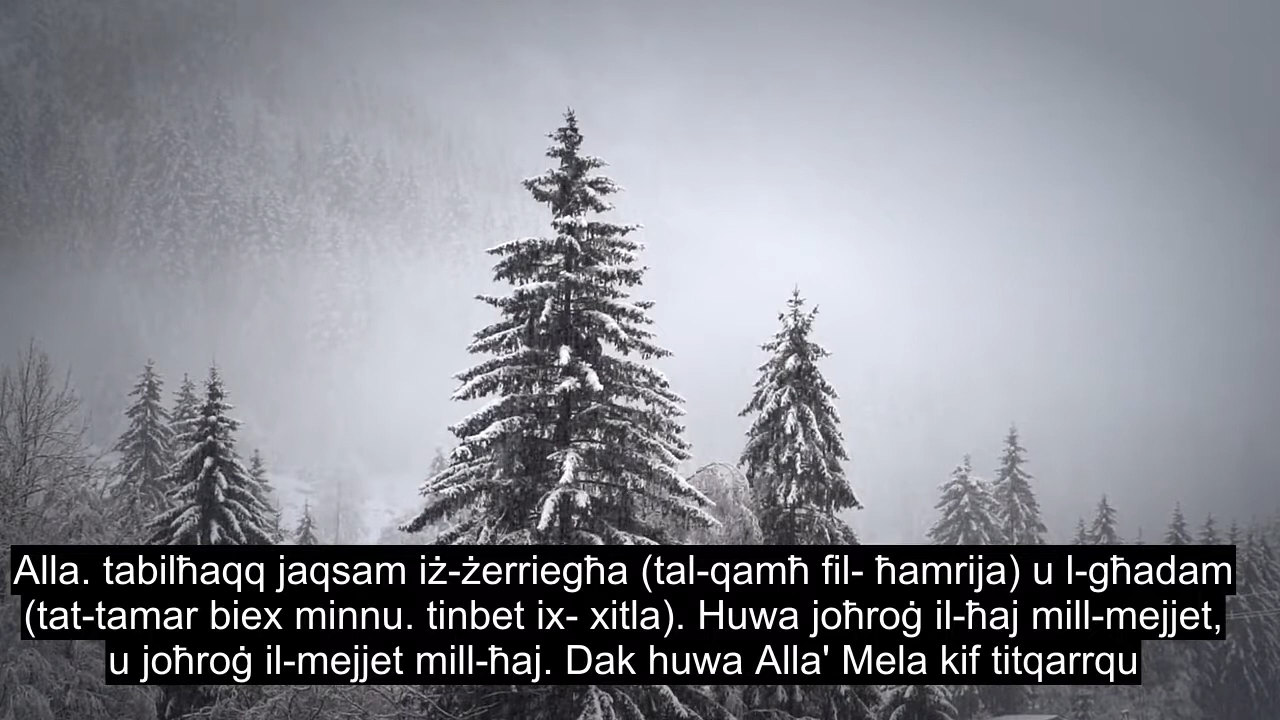 Alla. tabilħaqq jaqsam iż-żerriegħa (tal-qamħ fil- ħamrija) u l-għadam
(tat-tamar biex minnu. tinbet ix- xitla). Huwa joħroġ il-ħaj mill-mejjet,
u joħroġ il-mejjet mill-ħaj. Dak huwa Alla' Mela kif titqarrqu